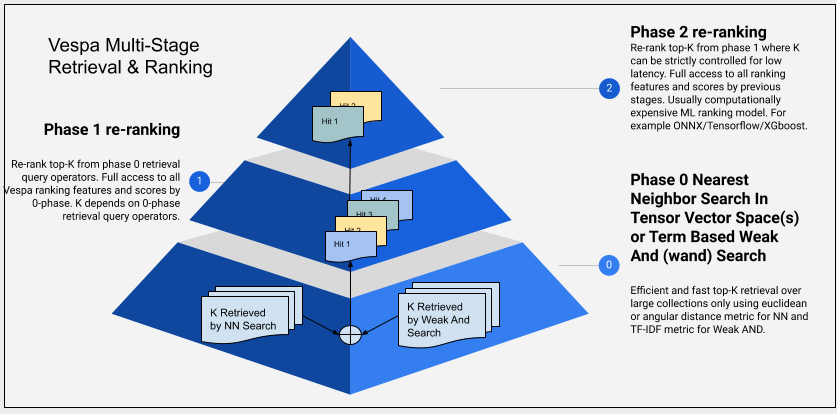 Vespa Multi-Stage
Retrieval & Ranking
Phase 1 re-ranking
Re-rank top-K from phase 0 retrieval
query operators. Full access to all
Vespa ranking features and scores by
0-phase. K depends on 0-phase
retrieval query operators.
1
Hit 2
Hit 1
Hit 4
Hit 3
Hit 2
Hit 1
K Retrieved
by NN Search
K Retrieved
by Weak And
Search
2
Phase 2 re-ranking
Re-rank top-K from phase 1 where K
can be strictly controlled for low
latency. Full access to all ranking
features and scores by previous
stages. Usually computationally
expensive ML ranking model. For
example ONNX/Tensorflow/XGboost.
0
Phase 0 Nearest
Neighbor Search In
Tensor Vector Space(s)
or Term Based Weak
And (wand) Search
Efficient and fast top-K retrieval over
large collections only using euclidean
or angular distance metric for NN and
TF-IDF metric for Weak AND.